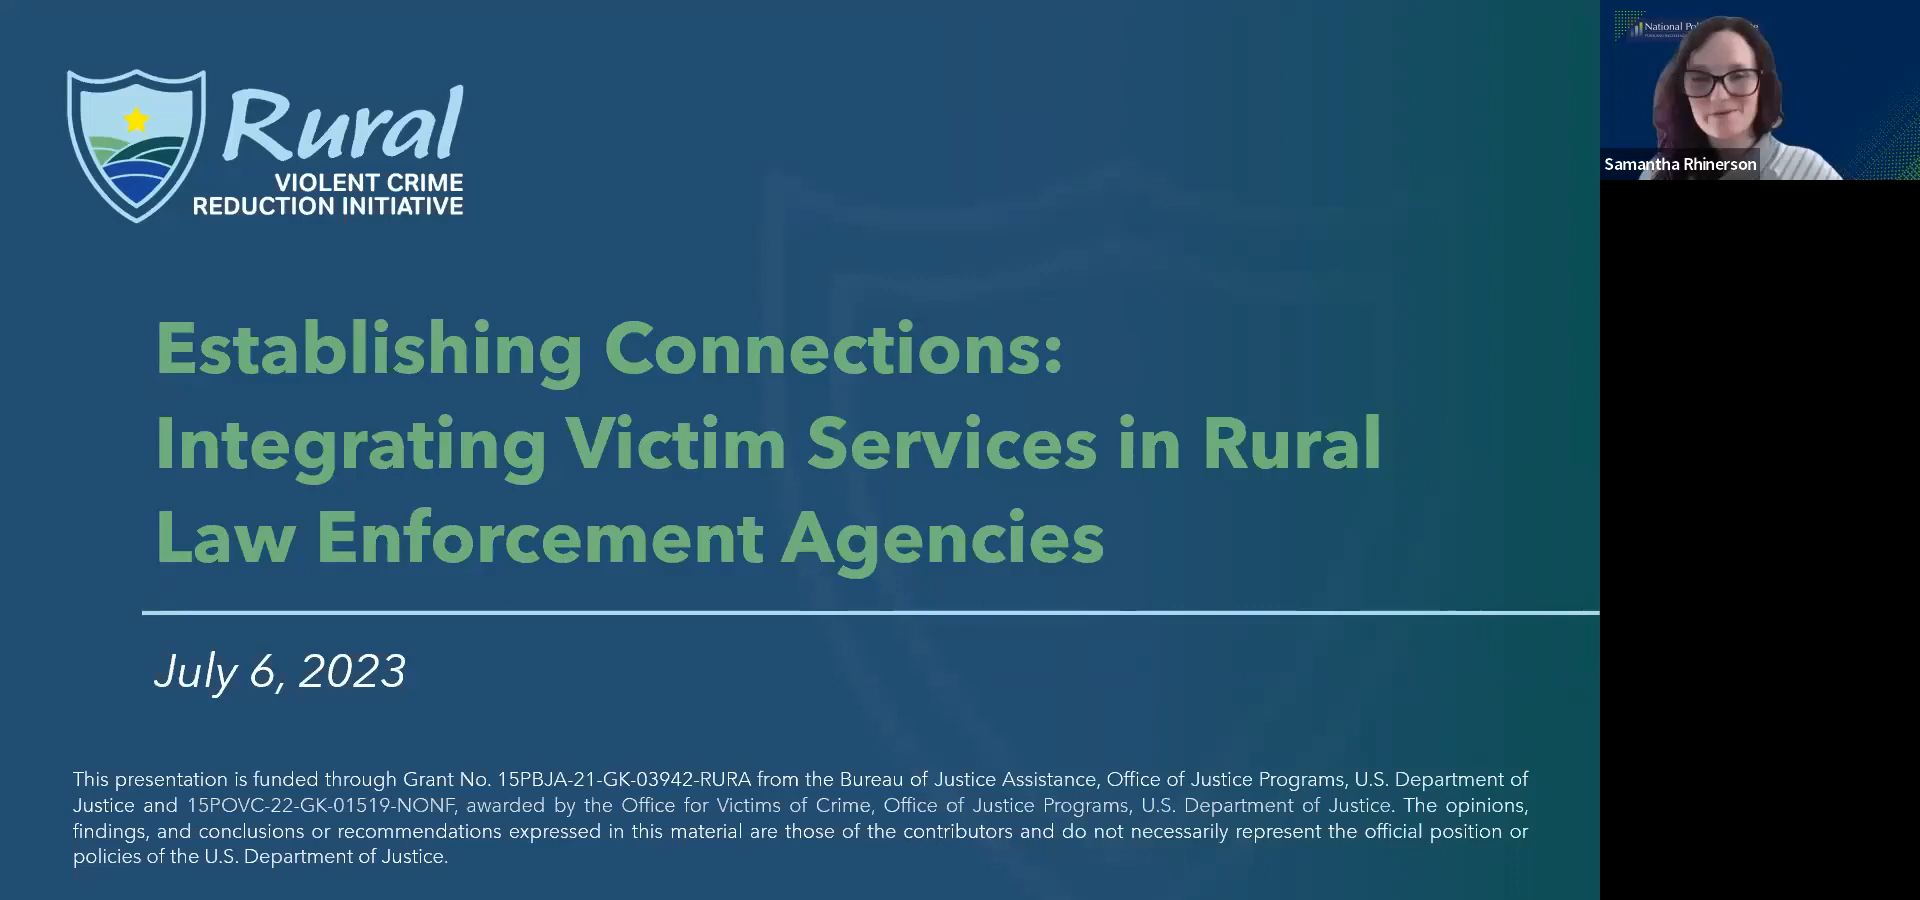 Rural
VIOLENT CRIME
REDUCTION INITIATIVE
Establishing Connections:
Integrating Victim Services in Rural
Law Enforcement Agencies
July 6, 2023
This presentation is funded through Grant No. 15PBJA-21-GK-03942-RURA from the Bureau of Justice Assistance, Office of Justice Programs, U.S. Department of
Justice and 15POVC-22-GK-01519-NONF, awarded by the Office for Victims of Crime, Office of Justice Programs, U.S. Department of Justice. The opinions,
findings, and conclusions or recommendations expressed in this material are those of the contributors and do not necessarily represent the official position or
policies of the U.S. Department of Justice.
National
Samantha Rhinerson